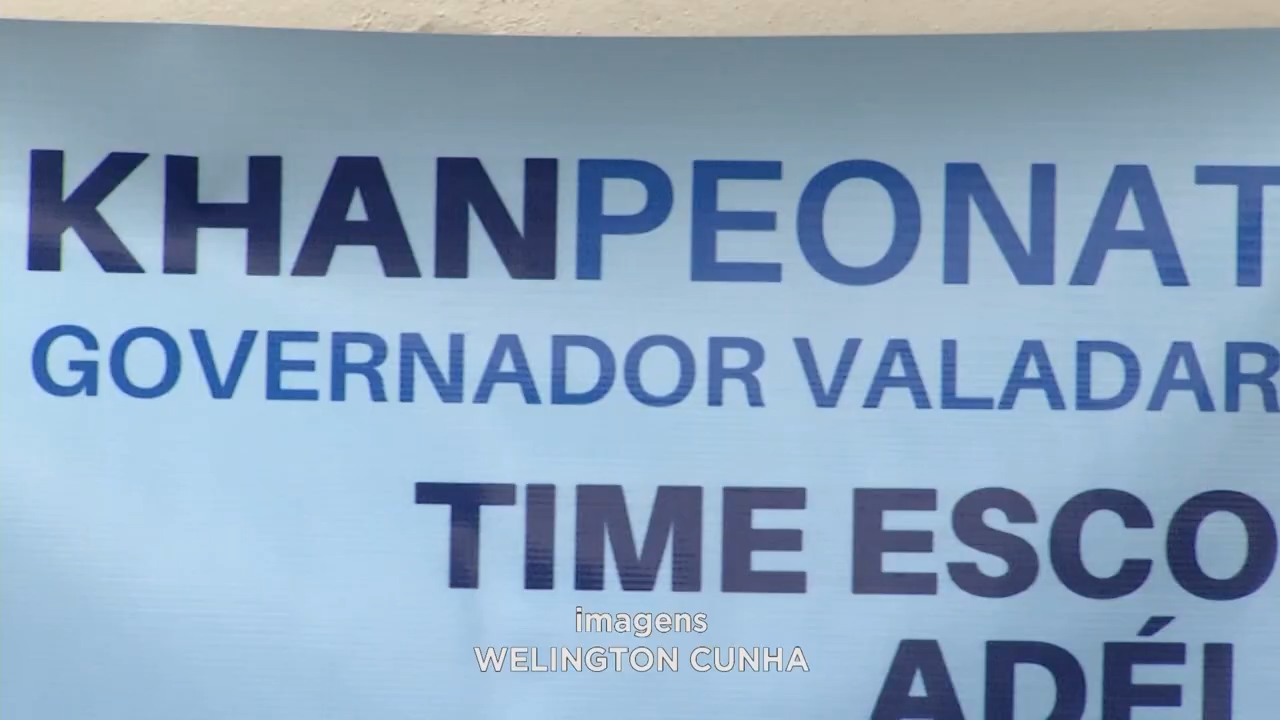 KHANPEONAT
GOVERNADOR VALADAR
TIME ESCO
imagens
WELINGTON CUNHA
ADÉL